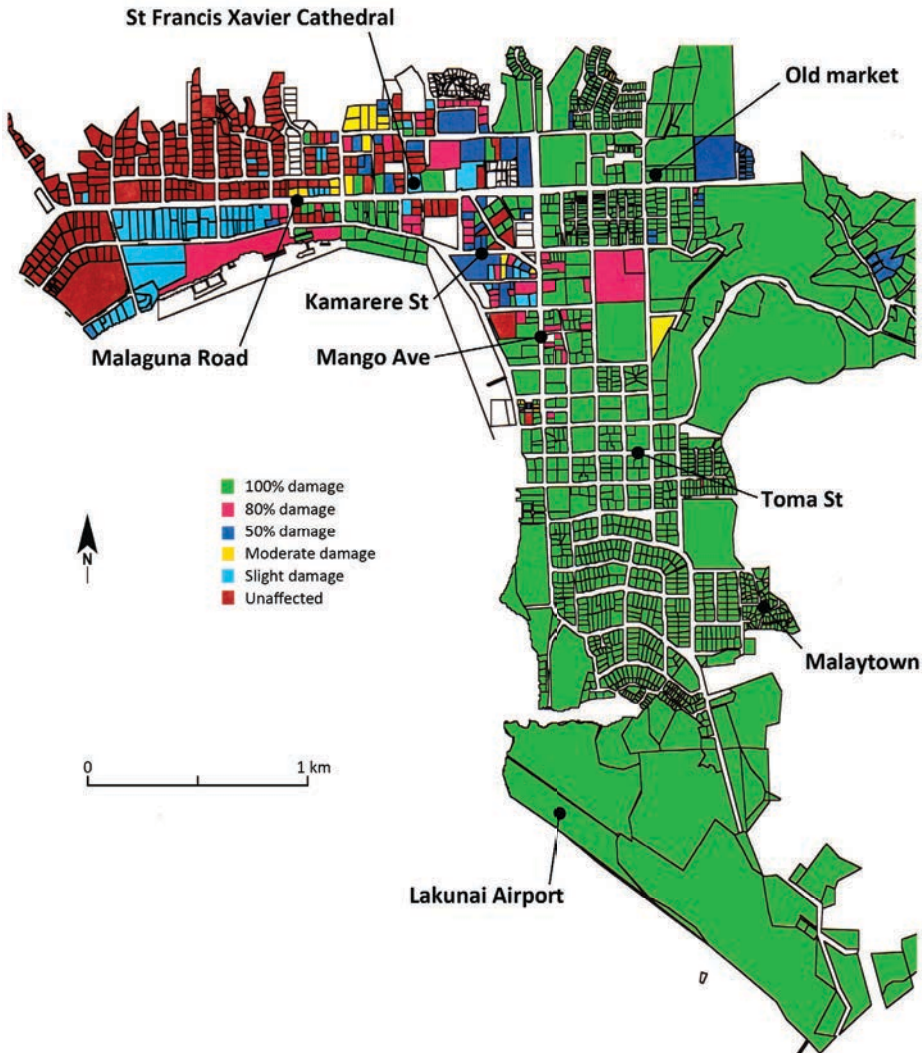 St Francis Xavier Cathedral
Old market
Kamarere St
Malaguna Road
Mango Ave
100% damage
80% damage
50% damage
Moderate damage
Slight damage
Unaffected
Toma St
N
Malaytown
0
1 km
Lakunai Airport